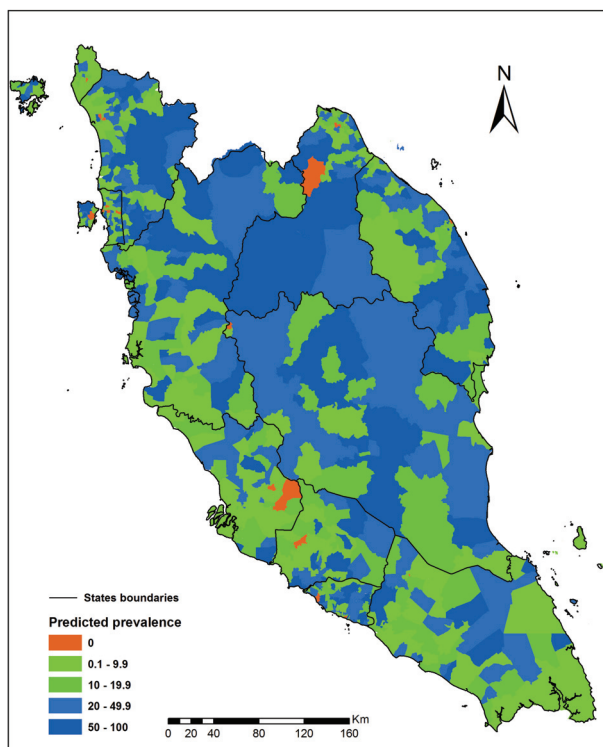 N
States boundaries
Predicted prevalence
0
0.1 - 9.9
10 - 19.9
20 - 49.9
50 - 100
Km
0 20 40 80 120 160